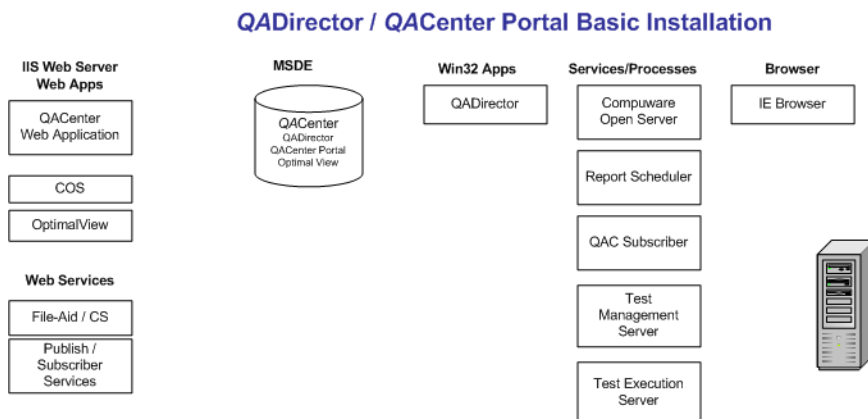 QADirector / QACenter Portal Basic Installation
IIS Web Server
Web Apps
QACenter
Web Application
COS
OptimalView
Web Services
File-Aid / CS
Publish /
Subscriber
Services
MSDE
QACenter
QADirector
QACenter Portal
Optimal View
Win32 Apps
QADirector
Services/Processes
Compuware
Open Server
Report Scheduler
QAC Subscriber
Test
Management
Server
Test Execution
Server
Browser
IE Browser